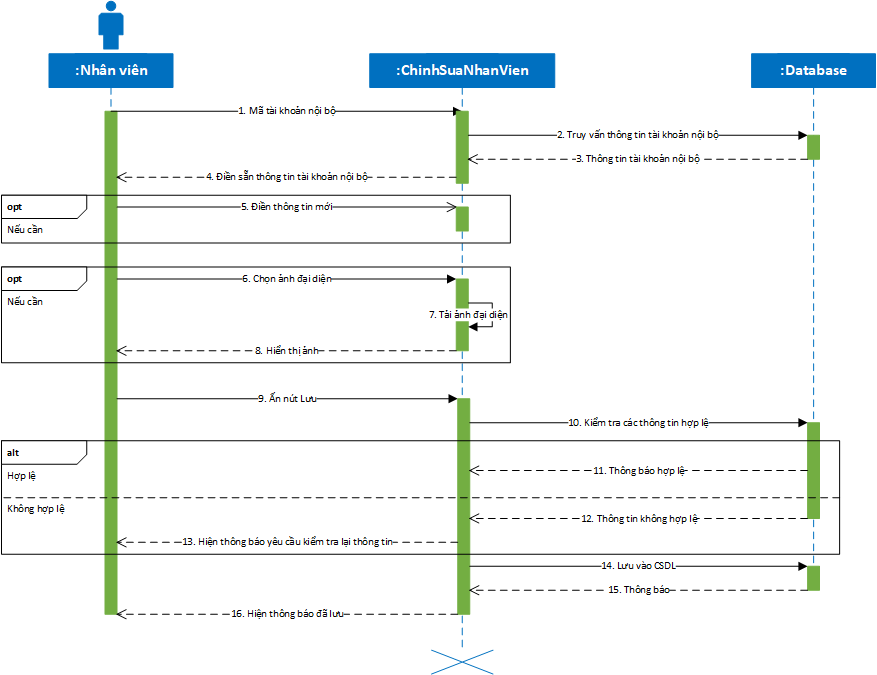 :Nhân viên
:ChinhSuaNhanVien
:Database
1. Mã tài khoản nội bộ
2. Truy vấn thông tin tài khoản nội bộ
3. Thông tin tài khoản nội bộ
4. Điền sẵn thông tin tài khoản nội bộ
opt
5. Điền thông tin mới
Nếu cần
opt
6. Chọn ảnh đại diện
Nếu cần
7. Tải ảnh đại diện
8. Hiển thị ảnh
9. Ấn nút Lưu
10. Kiểm tra các thông tin hợp lệ
alt
11. Thông báo hợp lệ
Hợp lệ
Không hợp lệ
12. Thông tin không hợp lệ
13. Hiện thông báo yêu cầu kiểm tra lại thông tin
14. Lưu vào CSDL
15. Thông báo
16. Hiện thông báo đã lưu